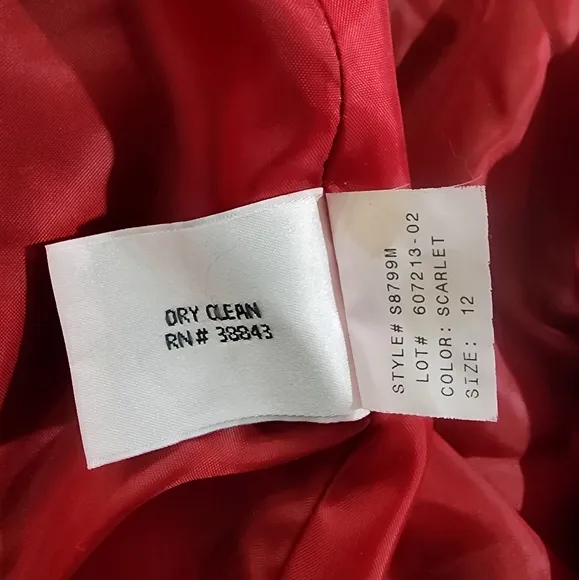 DRY CLEAN
RN# 38843
STYLE# S8799M
LOT# 607213-02
COLOR: SCARLET
SIZE: 12